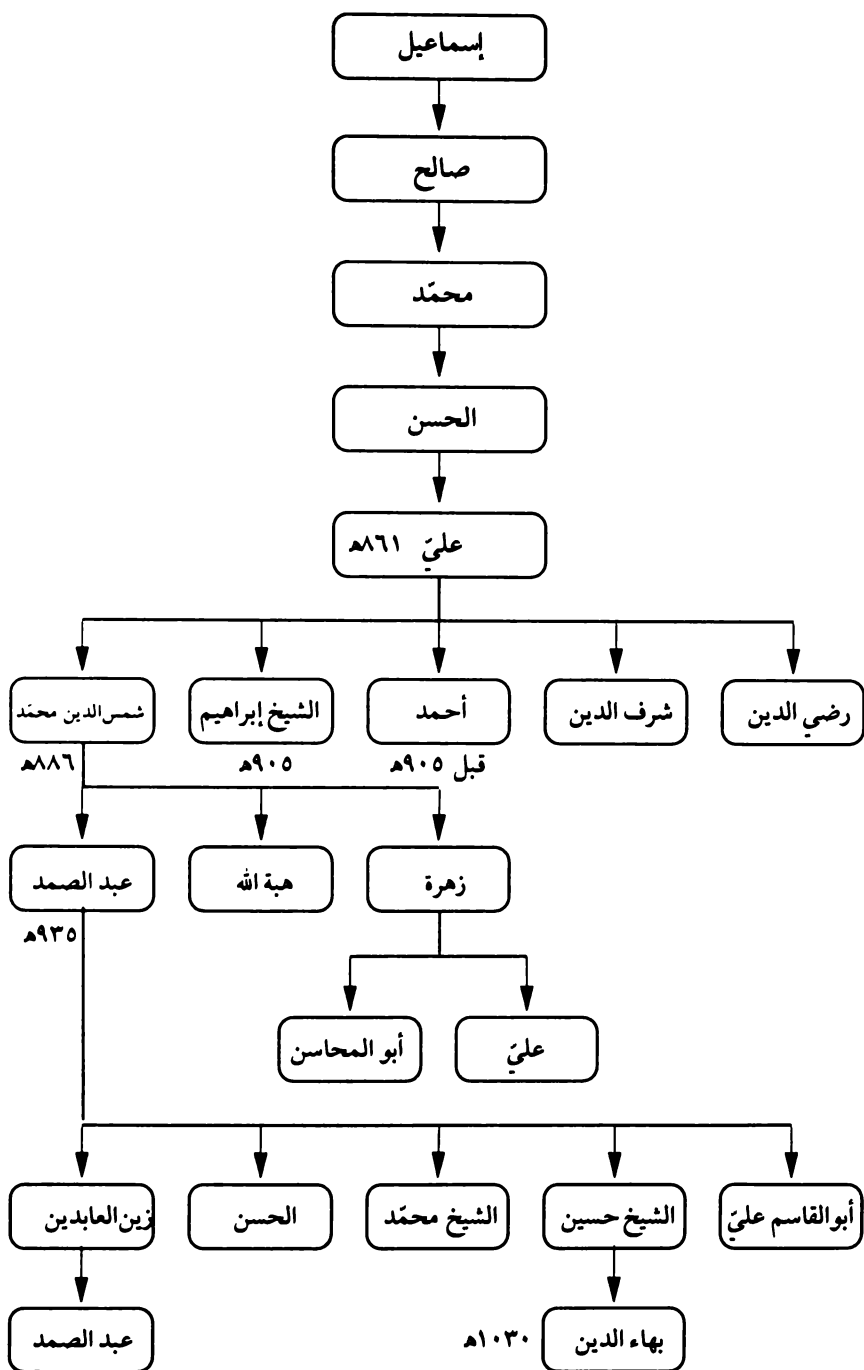 إسماعيل
صالح
محمّد
الحسن
عليّ ٨٦١هـ
رضي الدين
شرف الدين
أحمد
الشيخ إبراهيم
شمس الدين محمّد
قبل ٩٠٥هـ
٩٠٥هـ
٨٨٦هـ
زهرة
هبة الله
عبد الصمد
٩٣٥هـ
عليّ
أبو المحاسن
أبوالقاسم عليّ
الشيخ حسين
الشيخ محمّد
الحسن
زين العابدين
بهاء الدين
١٠٣٠هـ
عبد الصمد